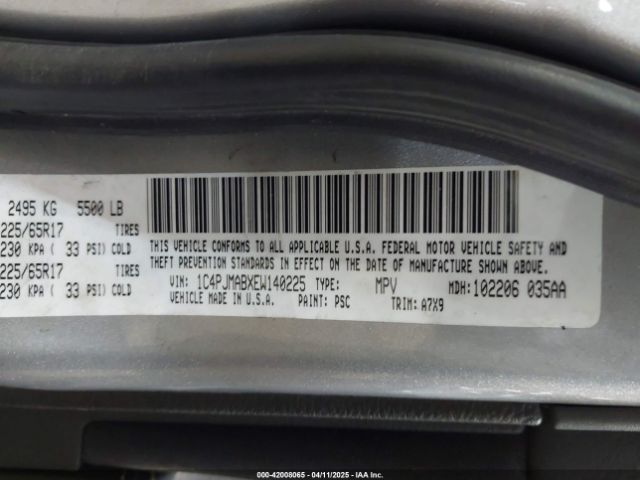 2495 KG 5500 LB
225/65R17 TIRES
230 KPA ( 33 PSI) COLD
225/65R17 TIRES
230 KPA ( 33 PSI) COLD
THIS VEHICLE CONFORMS TO ALL APPLICABLE U.S.A. FEDERAL MOTOR VEHICLE SAFETY AND
THEFT PREVENTION STANDARDS IN EFFECT ON THE DATE OF MANUFACTURE SHOWN ABOVE.
VIN: 1C4PJMABXEW140225 TYPE: MPV MDH: 102206 035AA
VEHICLE MADE IN U.S.A. PAINT: PSC TRIM: A7X9
000-42008065 - 04/11/2025 - IAA Inc.